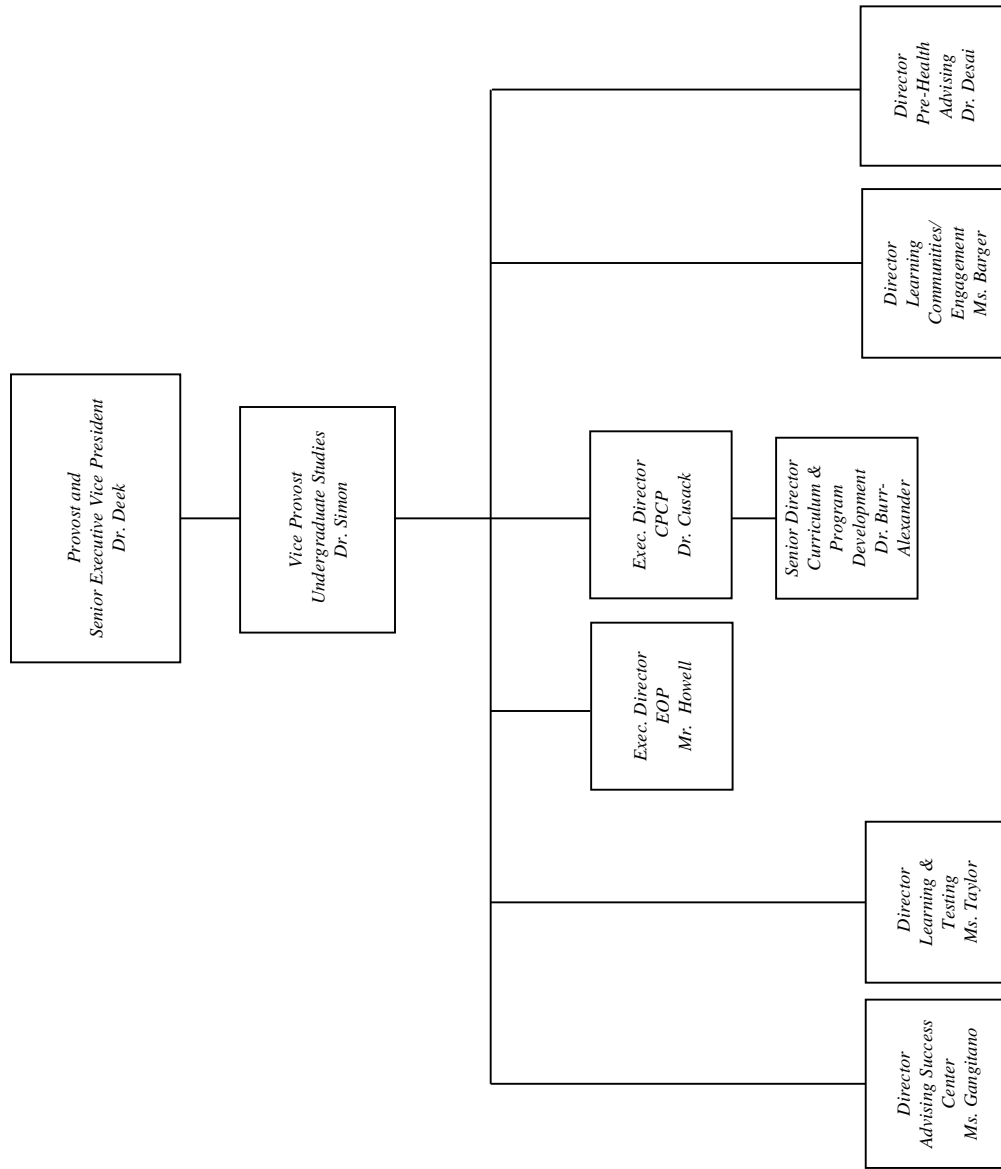 Provost and
Senior Executive Vice President
Dr. Deek
Vice Provost
Undergraduate Studies
Dr. Simon
Director
Advising Success
Center
Ms. Gangitano
Director
Learning &
Testing
Ms. Taylor
Exec. Director
EOP
Mr. Howell
Exec. Director
CPCP
Dr. Cusack
Senior Director
Curriculum &
Program
Development
Dr. Burr-
Alexander
Director
Learning
Communities/
Engagement
Ms. Barger
Director
Pre-Health
Advising
Dr. Desai